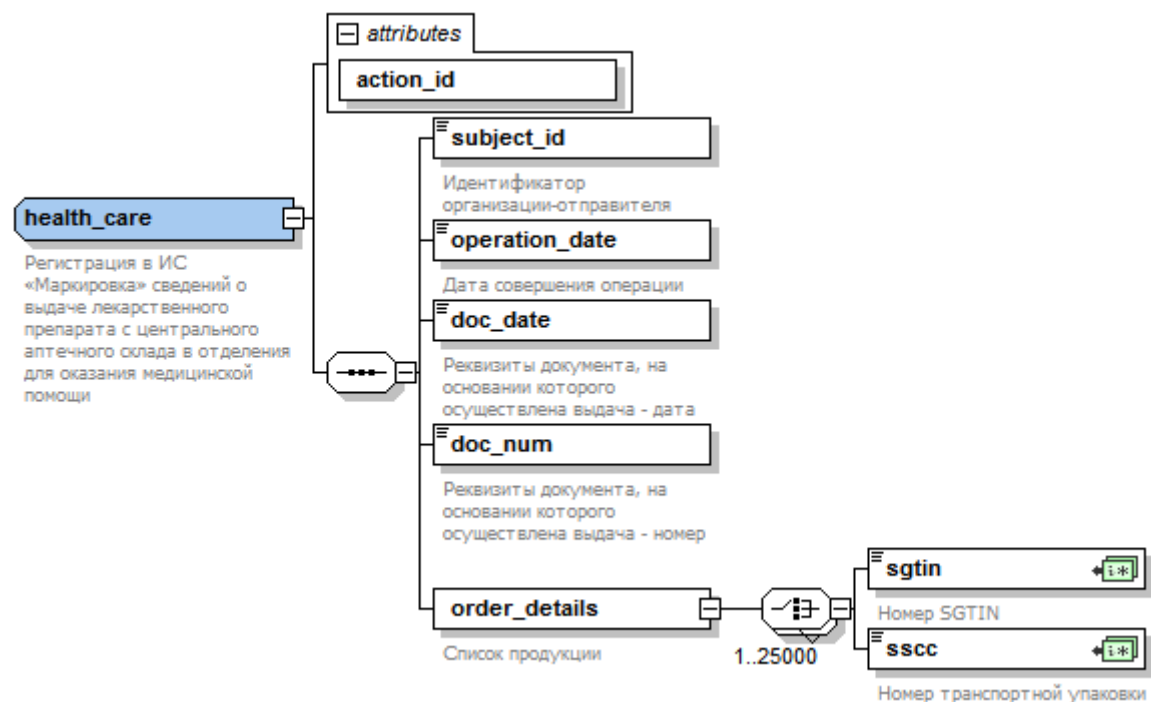 attributes
action_id
subject_id
Идентификатор
организации-отправителя
health_care
Регистрация в ИС
«Маркировка» сведений о
выдаче лекарственного
препарата с центрального
аптечного склада в отделения
для оказания медицинской
помощи
operation_date
Дата совершения операции
doc_date
Реквизиты документа, на
основании которого
осуществлена выдача - дата
doc_num
Реквизиты документа, на
основании которого
осуществлена выдача - номер
order_details
Список продукции
1..25000
sgtin
i*
Номер SGTIN
sscc
i*
Номер транспортной упаковки